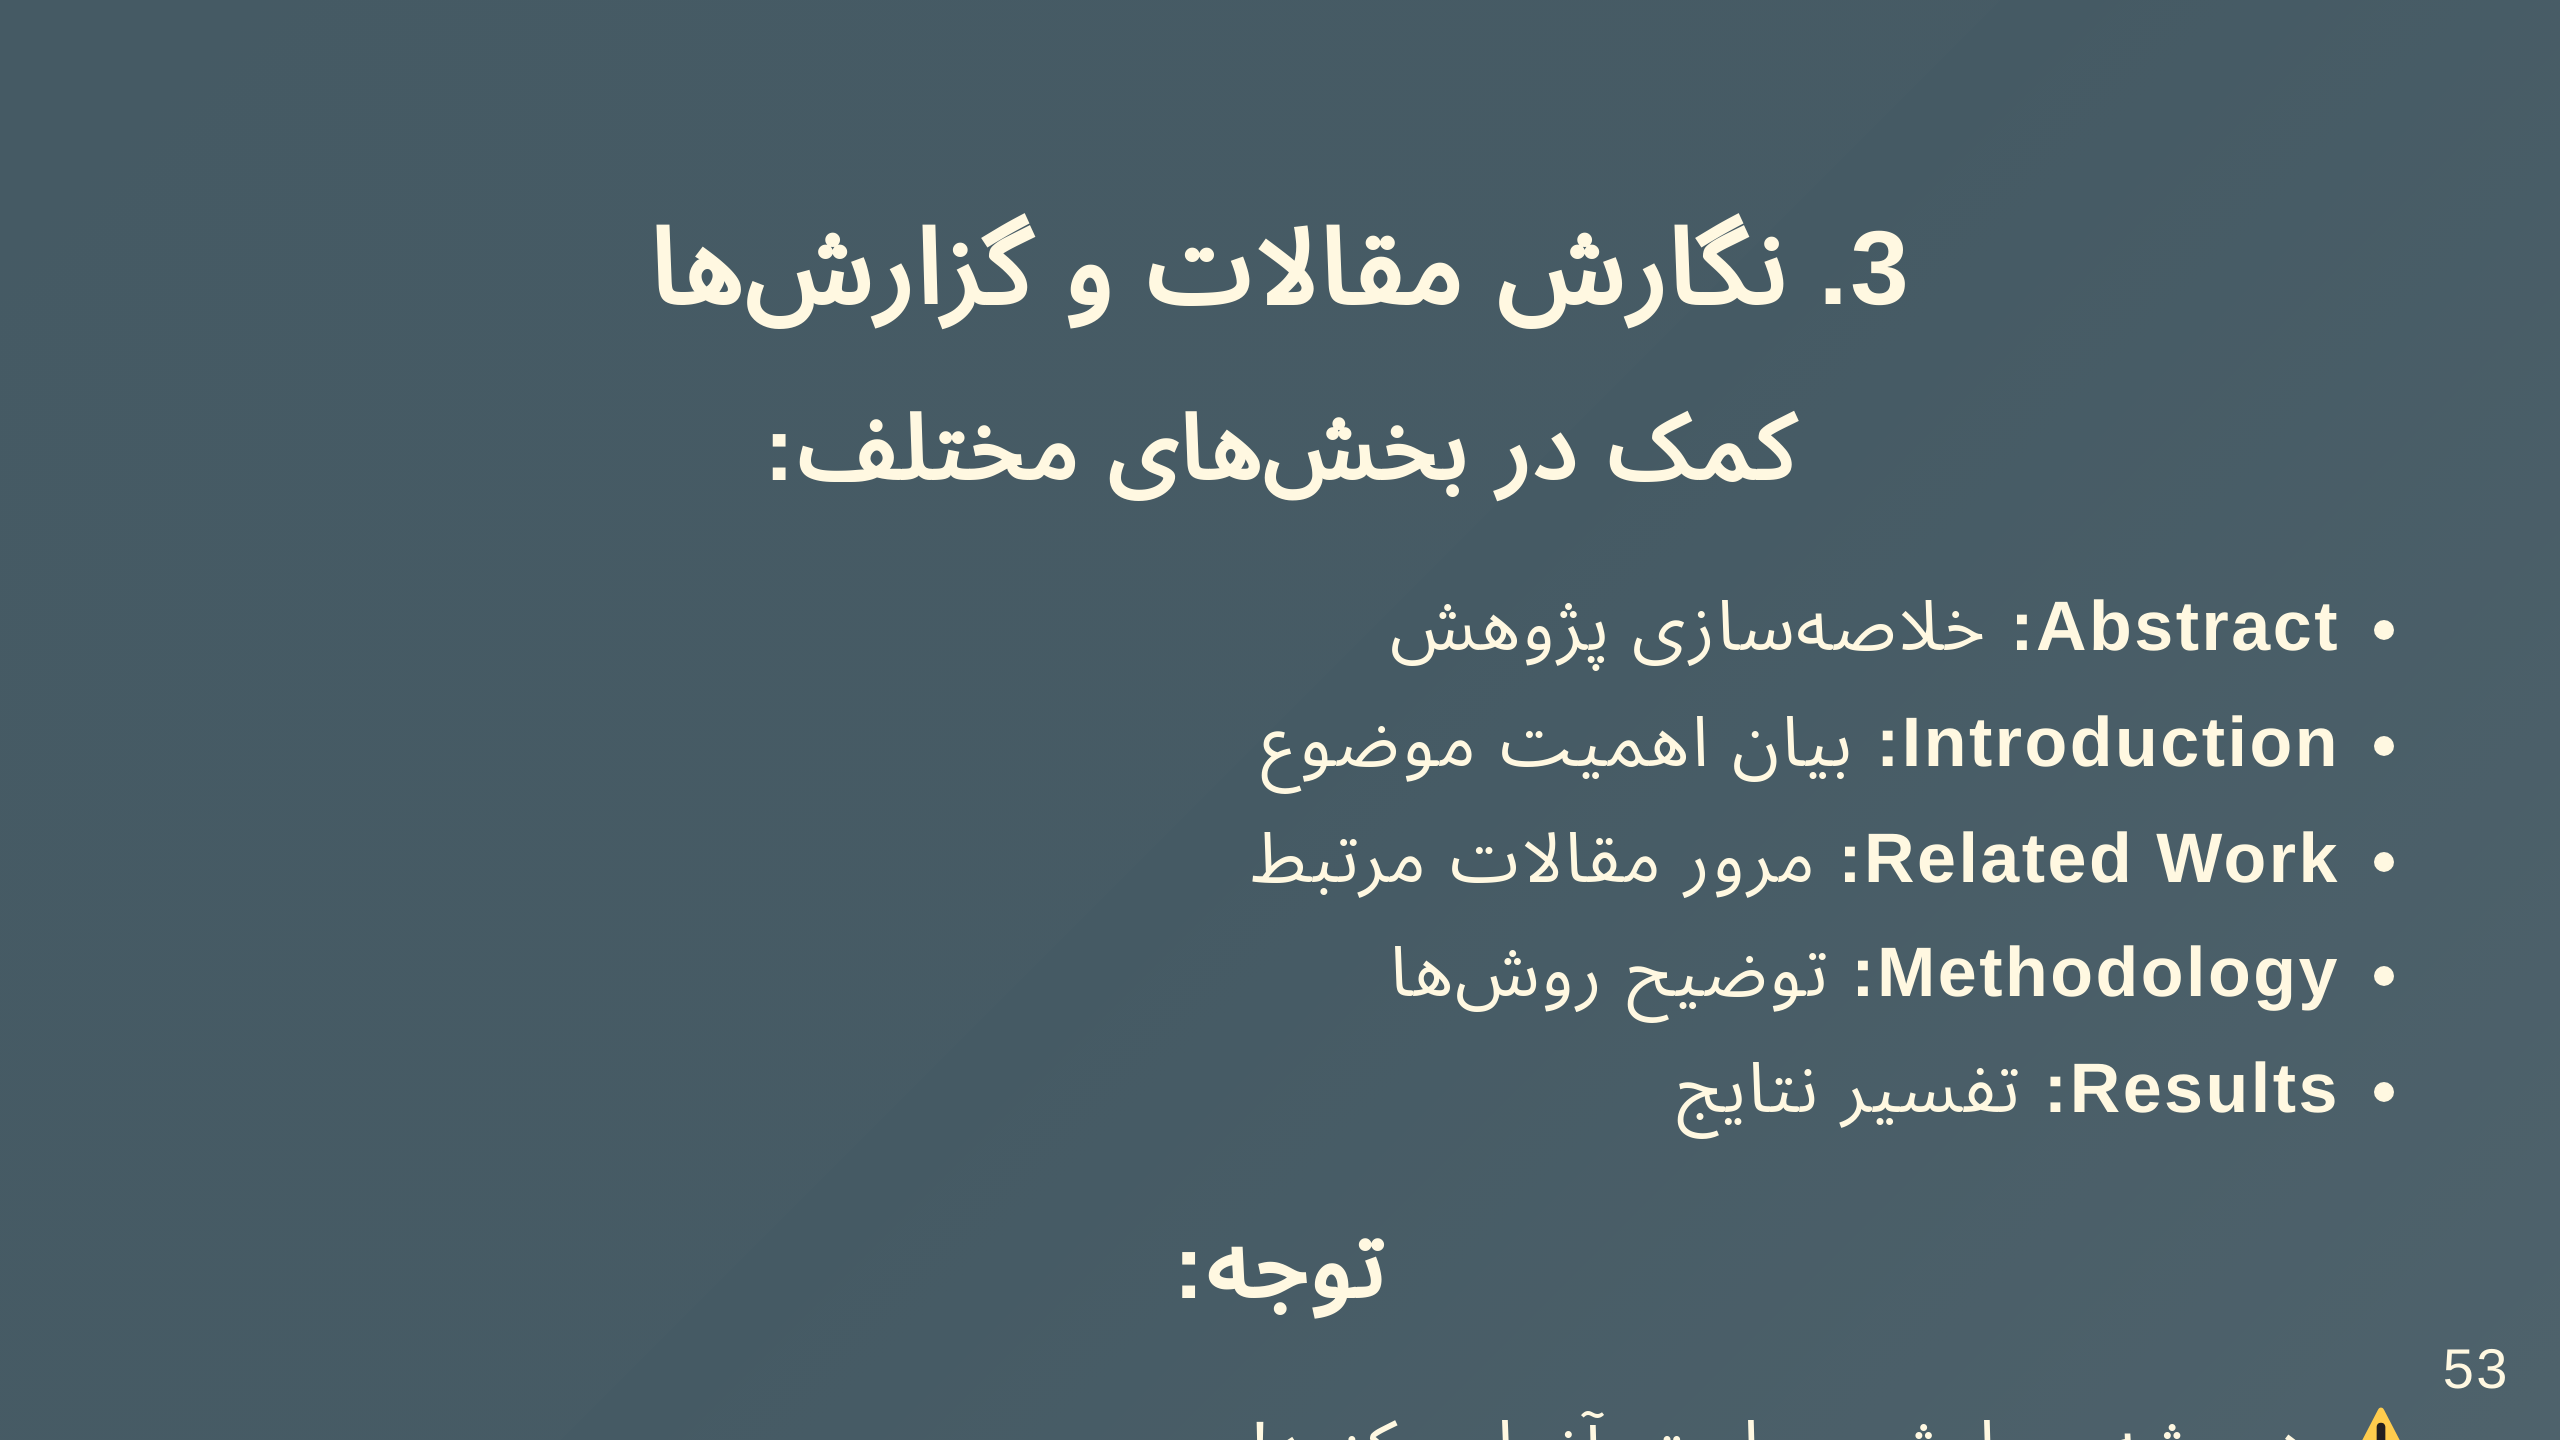 3. نگارش مقالات و گزارش‌ها
کمک در بخش‌های مختلف:
• Abstract: خلاصه‌سازی پژوهش
• Introduction: بیان اهمیت موضوع
• Related Work: مرور مقالات مرتبط
• Methodology: توضیح روش‌ها
• Results: تفسیر نتایج
توجه:
53